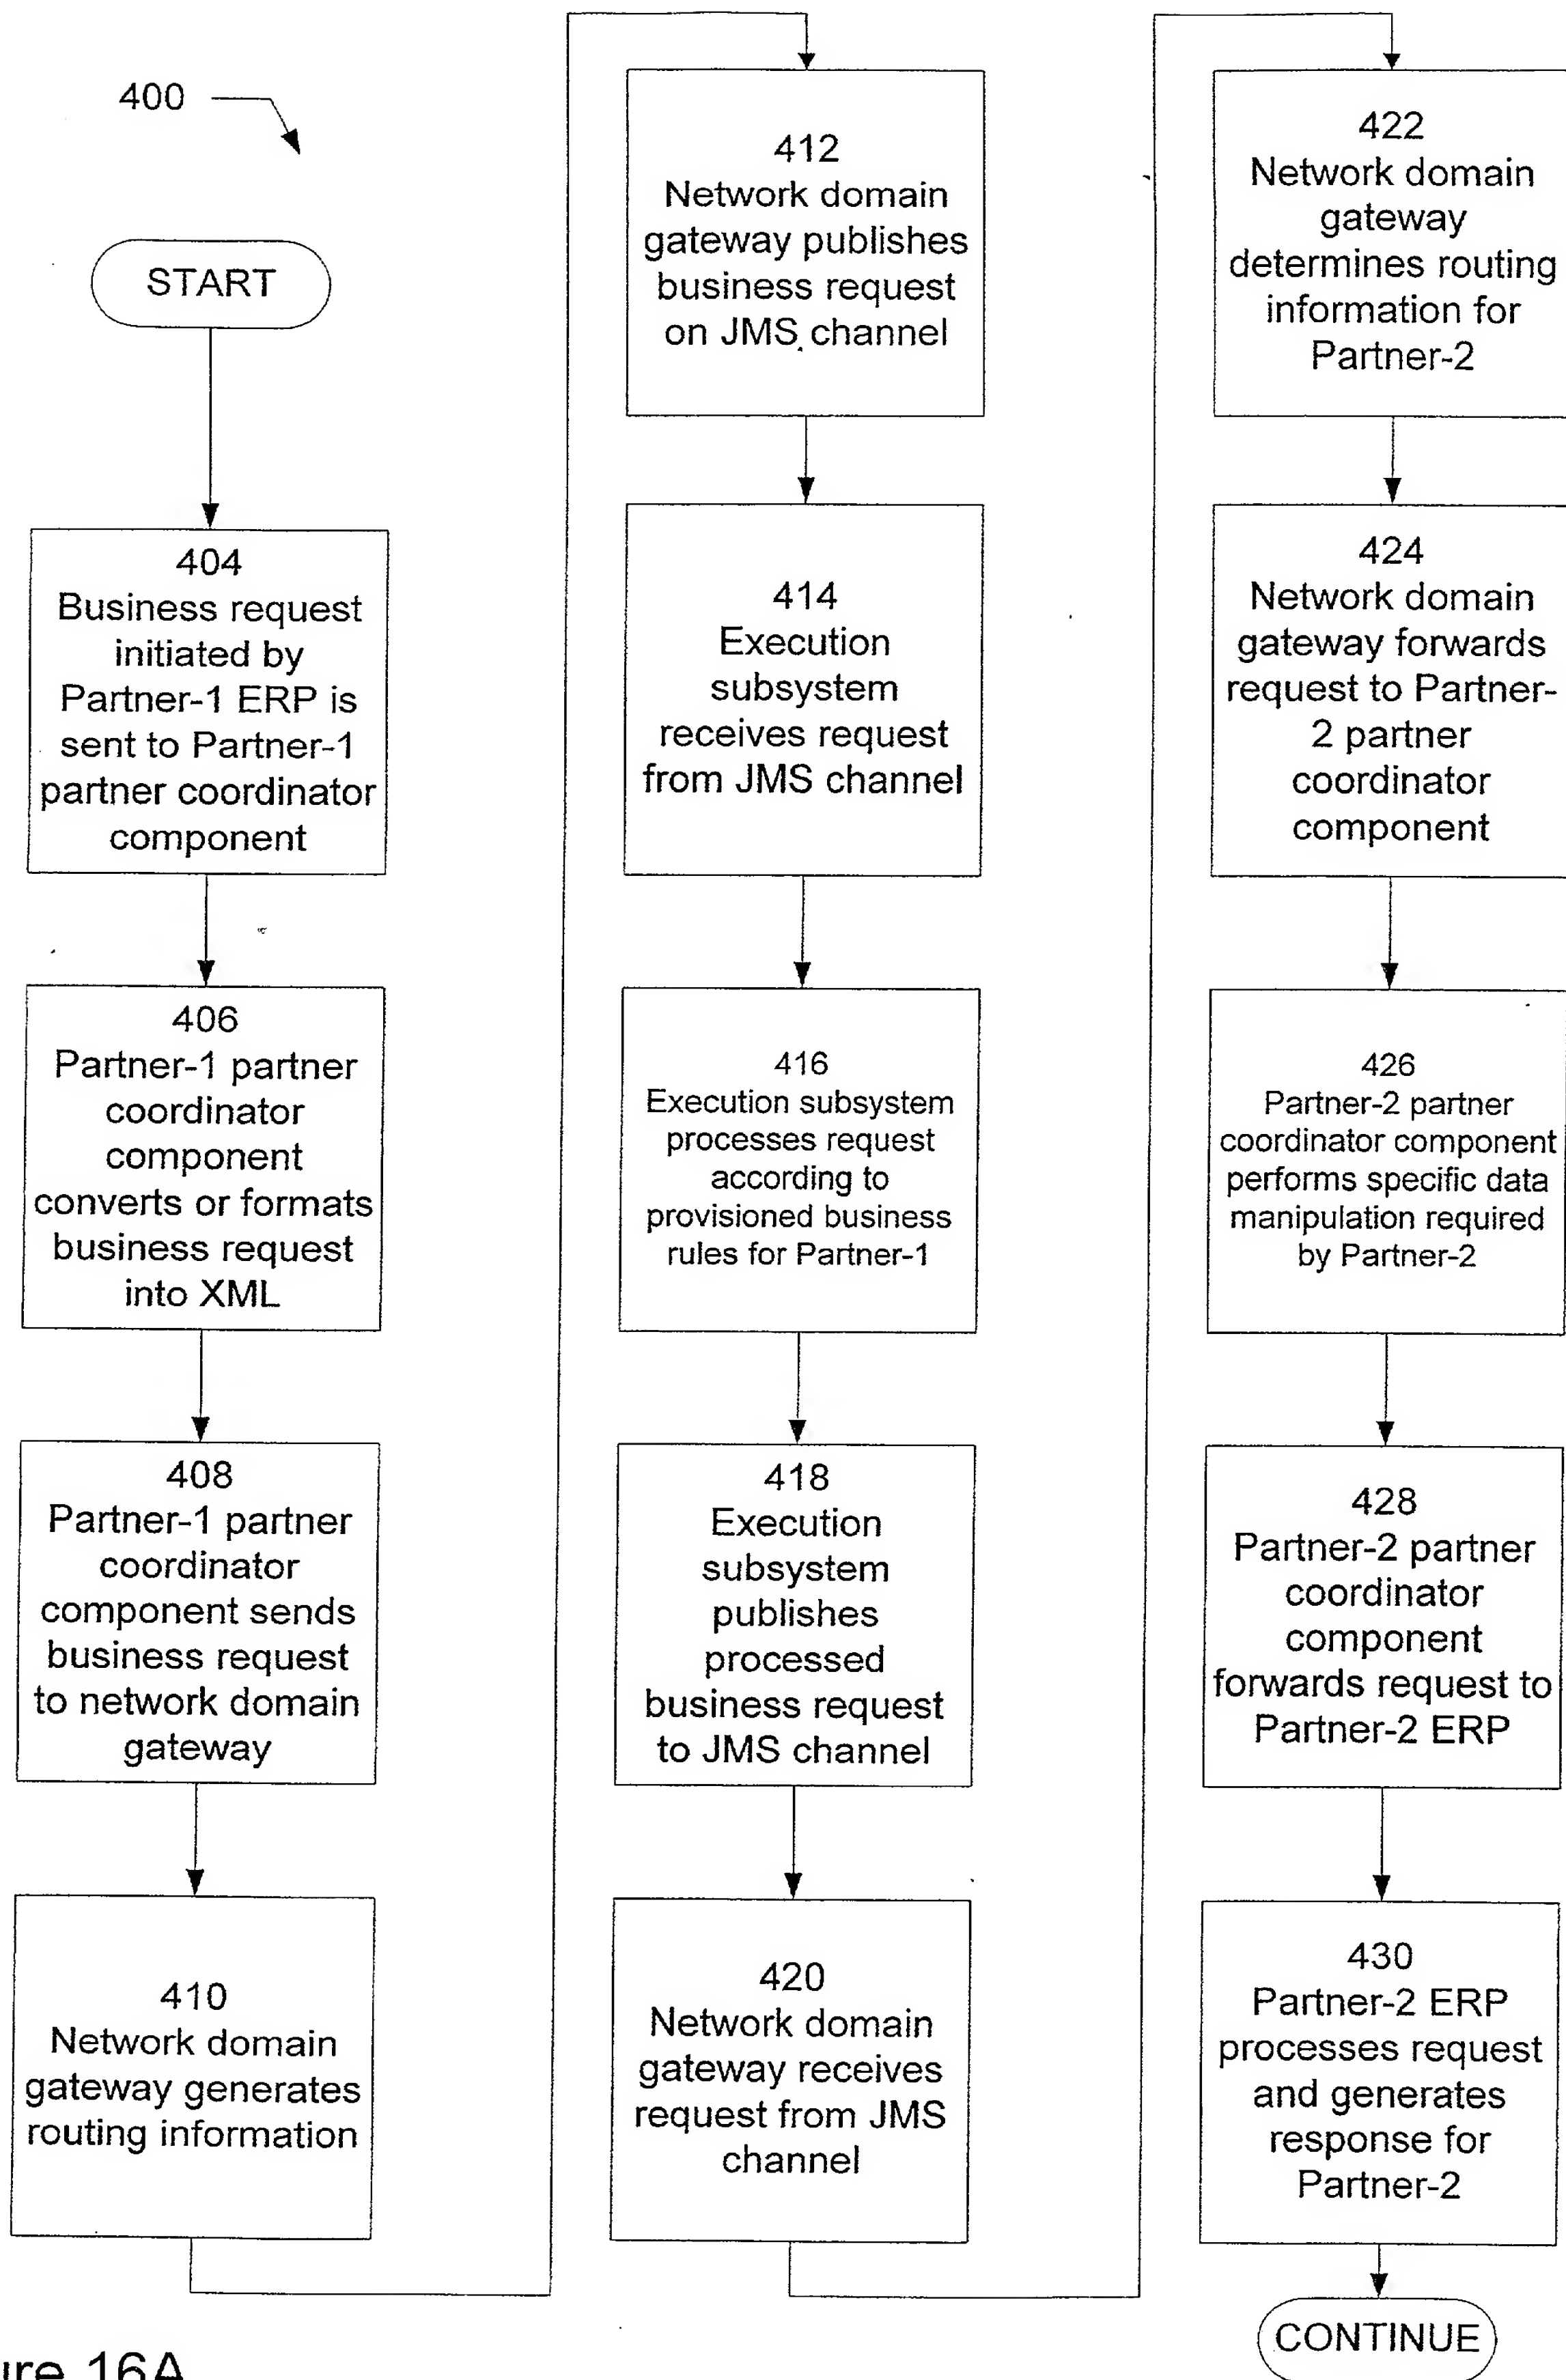 400
START
404
Business request
initiated by
Partner-1 ERP is
sent to Partner-1
partner coordinator
component
406
Partner-1 partner
coordinator
component
converts or formats
business request
into XML
408
Partner-1 partner
coordinator
component sends
business request
to network domain
gateway
410
Network domain
gateway generates
routing information
412
Network domain
gateway publishes
business request
on JMS channel
414
Execution
subsystem
receives request
from JMS channel
416
Execution subsystem
processes request
according to
provisioned business
rules for Partner-1
418
Execution
subsystem
publishes
processed
business request
to JMS channel
420
Network domain
gateway receives
request from JMS
channel
422
Network domain
gateway
determines routing
information for
Partner-2
424
Network domain
gateway forwards
request to Partner-
2 partner
coordinator
component
426
Partner-2 partner
coordinator component
performs specific data
manipulation required
by Partner-2
428
Partner-2 partner
coordinator
component
forwards request to
Partner-2 ERP
430
Partner-2 ERP
processes request
and generates
response for
Partner-2
CONTINUE
16A